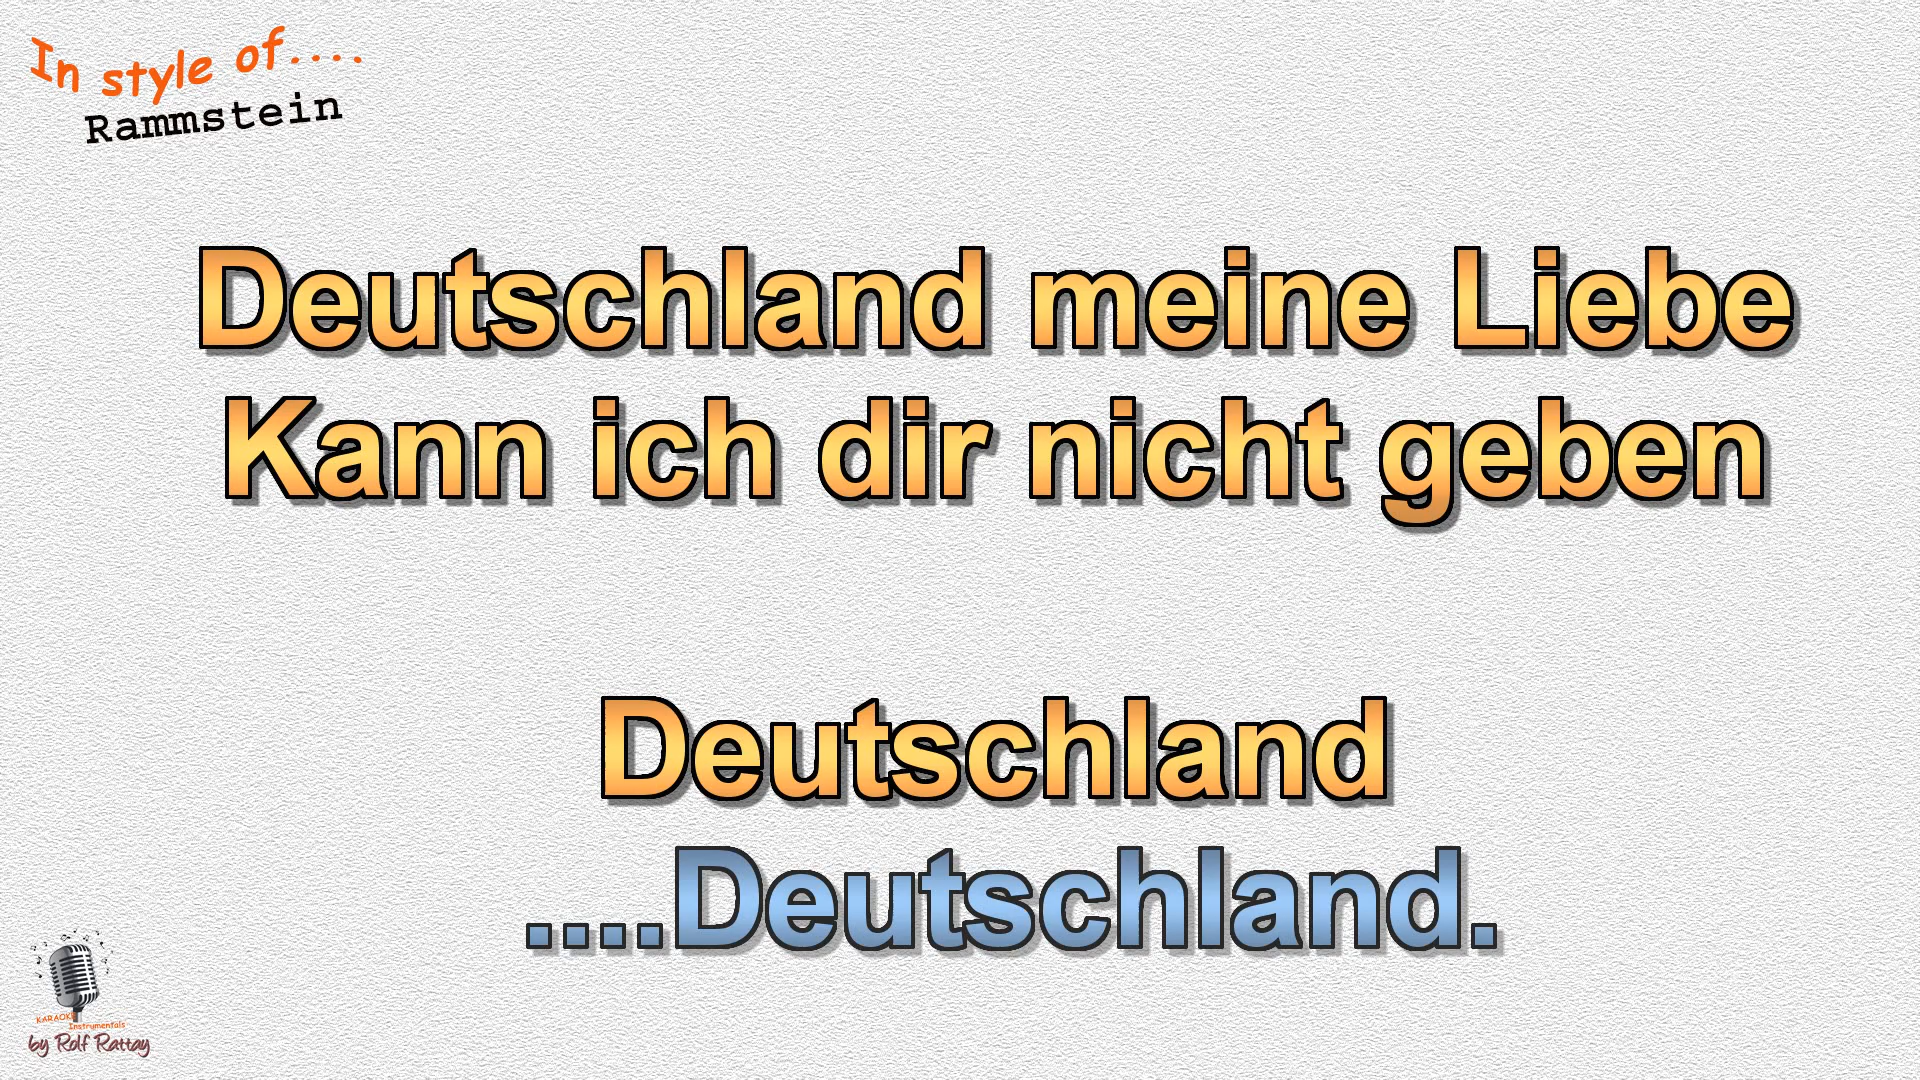 In style of....
Rammstein
Deutschland meine Liebe
Kann ich dir nicht geben
Deutschland
....Deutschland.
KARAOKE
Instrumentals
by Rolf Rattay